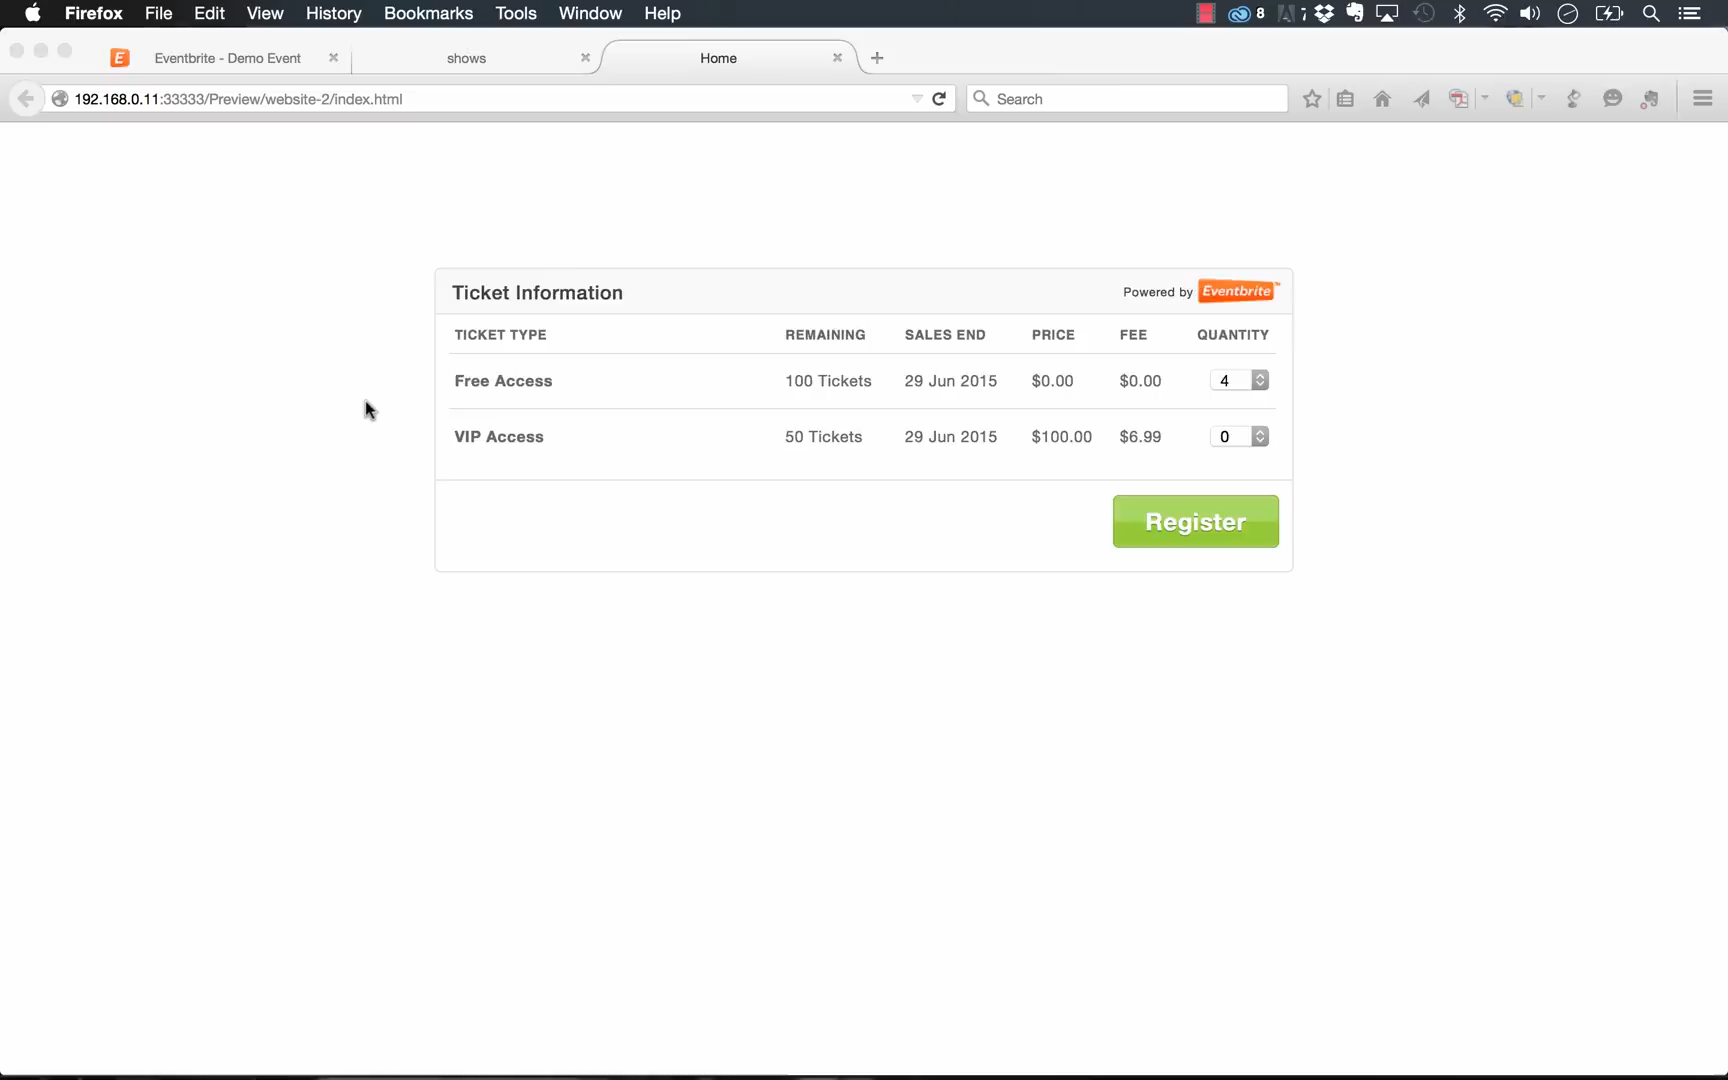 Firefox File Edit View History Bookmarks Tools Window Help 8 7
Eventbrite - Demo Event shows Home
192.168.0.11:33333/Preview/website-2/index.html Search
Ticket Information Powered by Eventbrite
TICKET TYPE REMAINING SALES END PRICE FEE QUANTITY
Free Access 100 Tickets 29 Jun 2015 $0.00 $0.00 4
VIP Access 50 Tickets 29 Jun 2015 $100.00 $6.99 0
Register